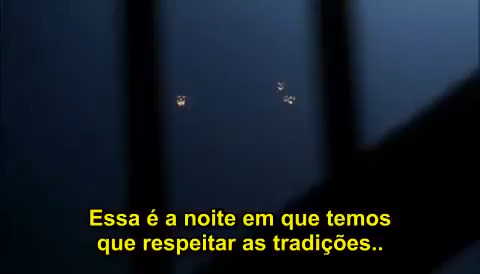 Essa é a noite em que temos
que respeitar as tradições..